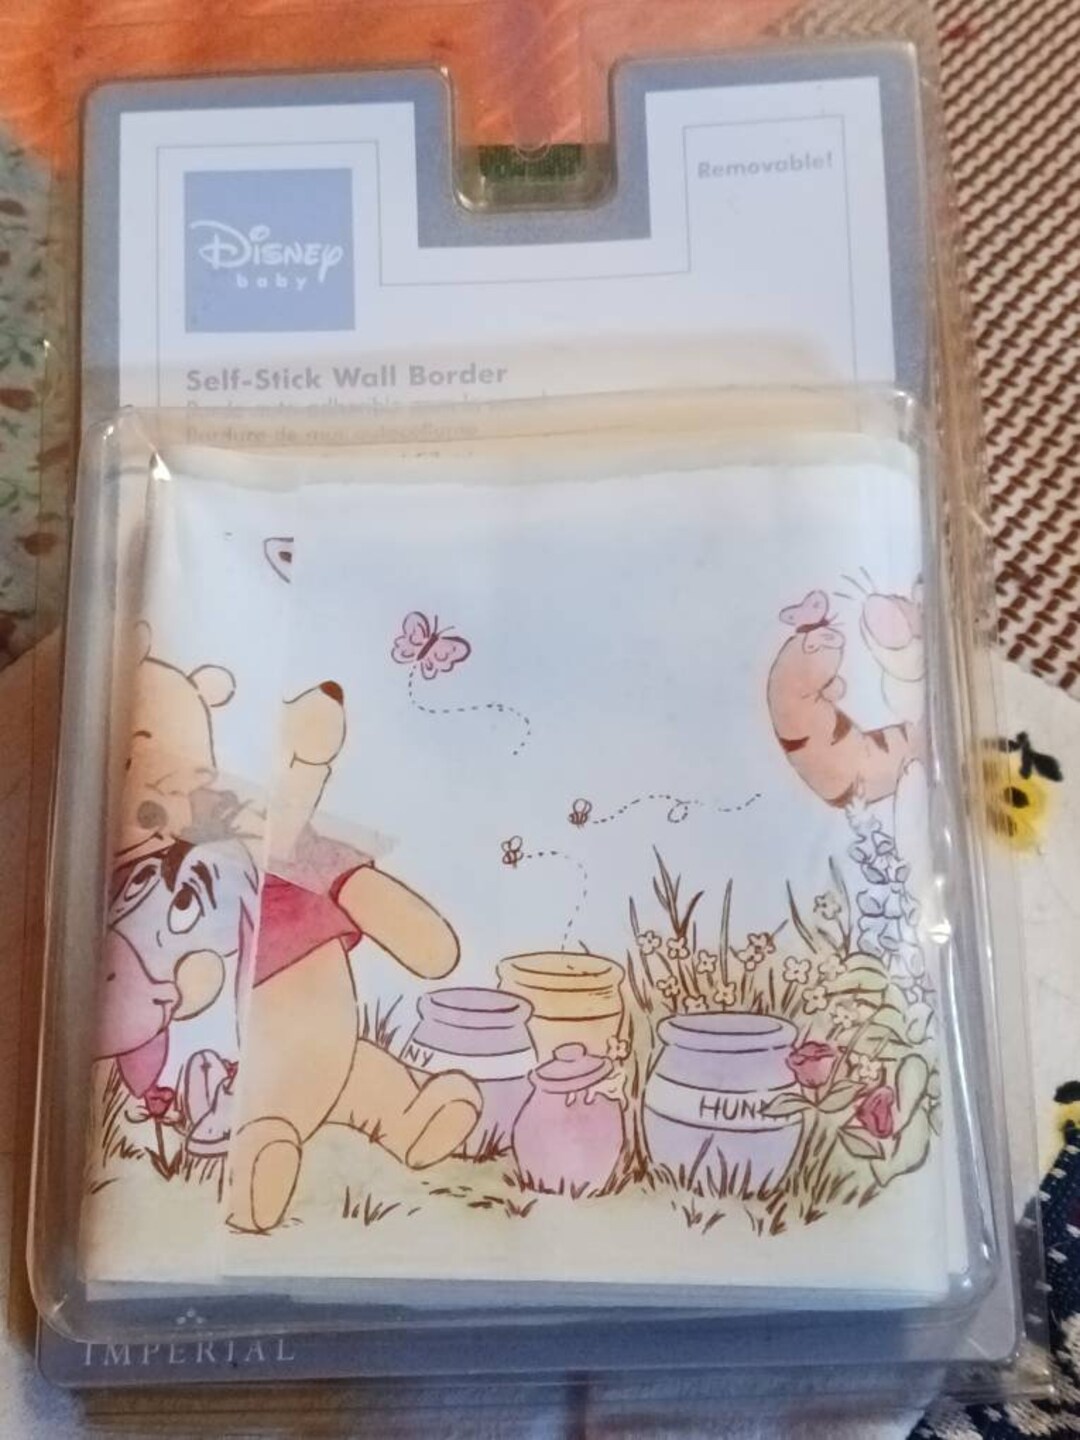 Removable!
Disney
baby
Self-Stick Wall Border
NY
HUN
IMPERIAL